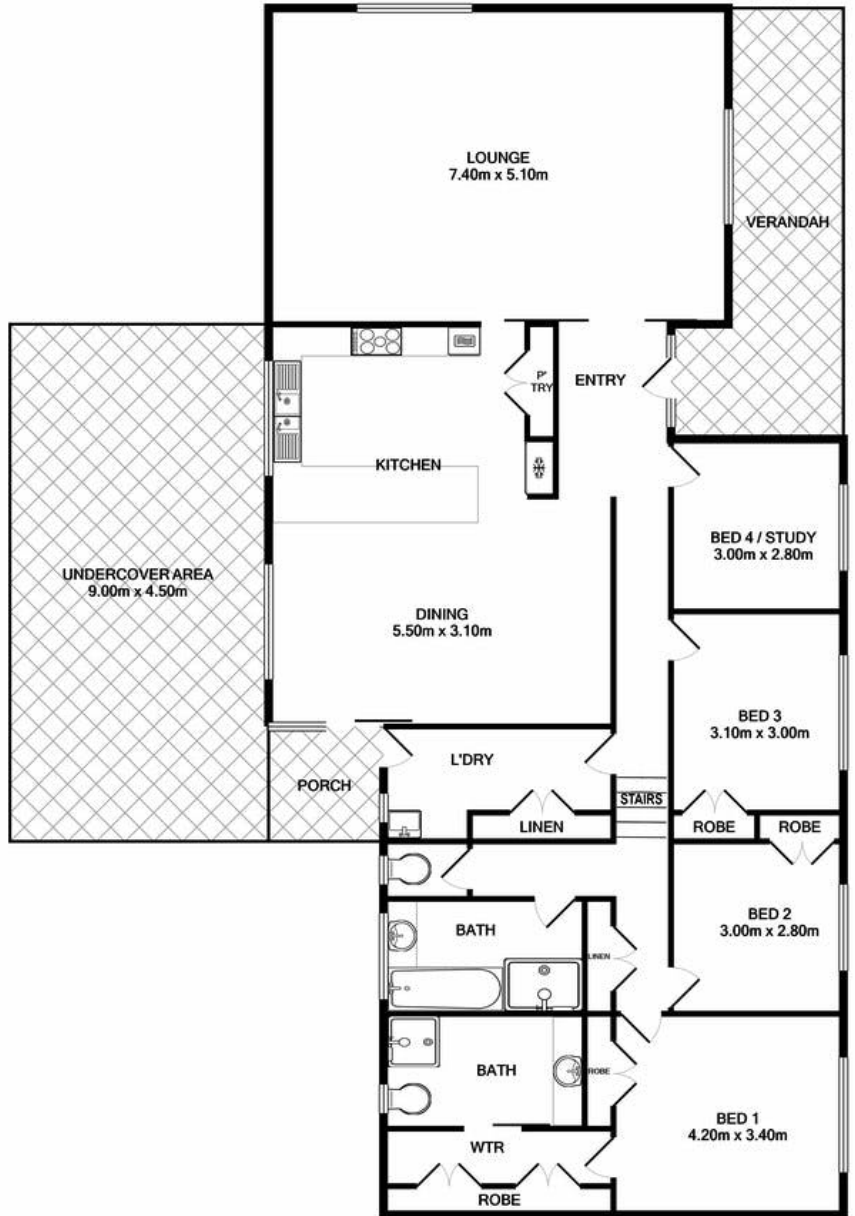 LOUNGE
7.40m x 5.10m
VERANDAH
P'
TRY
ENTRY
KITCHEN
BED 4 / STUDY
3.00m x 2.80m
UNDERCOVER AREA
9.00m x 4.50m
DINING
5.50m x 3.10m
BED 3
3.10m x 3.00m
L'DRY
PORCH
STAIRS
LINEN
ROBE
ROBE
BED 2
3.00m x 2.80m
BATH
LINEN
BATH
ROBE
BED 1
4.20m x 3.40m
WTR
ROBE